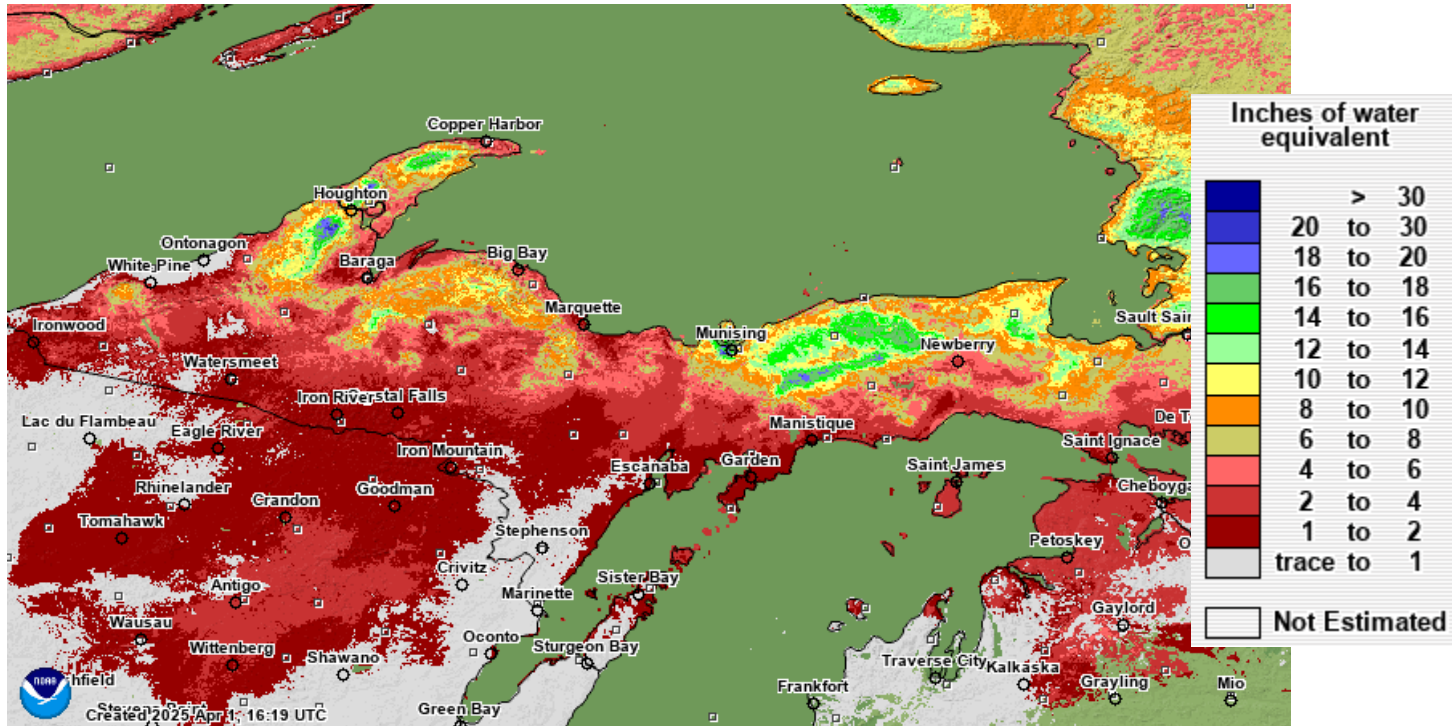 Copper Harbor
Houghton
Ontonagon
White Pine
Baraga
Big Bay
Marquette
Ironwood
Munising
Sault Sain
Newberry
Watersmeet
Iron River
stal Falls
Lac du Flambeau
Eagle River
Manistique
De T
Saint Ignace
Iron Mountain
Escanaba
Garden
Saint James
Rhinelander
Goodman
Cheboyga
Crandon
Tomahawk
Stephenson
Petoskey
O
Crivitz
Sister Bay
Antigo
Marinette
Gaylord
Wausau
Oconto
Wittenberg
Sturgeon Bay
Shawano
Traverse City
Kalkaska
hfield
Frankfort
Grayling
Mio
Green Bay
NOAA
Created 2025 Apr 1, 16:19 UTC
Inches of water
equivalent
> 30
20 to 30
18 to 20
16 to 18
14 to 16
12 to 14
10 to 12
8 to 10
6 to 8
4 to 6
2 to 4
1 to 2
trace to 1
Not Estimated